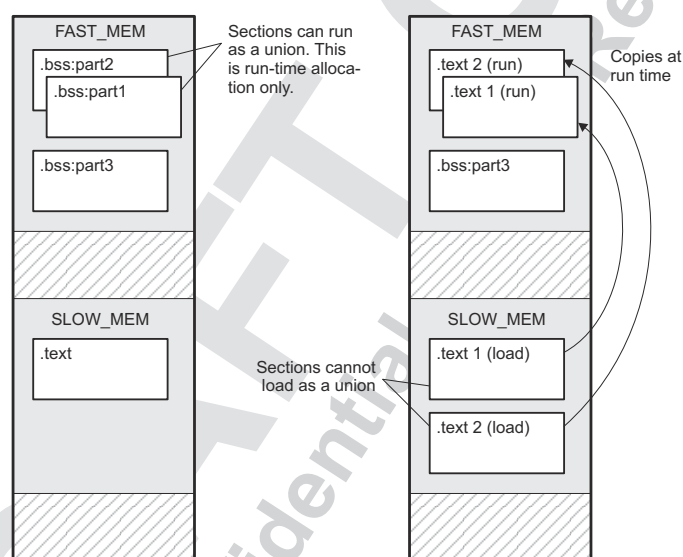 FAST_MEM
.bss:part2
.bss:part1
.bss:part3
SLOW_MEM
.text
Sections can run
as a union. This
is run-time alloca-
tion only.
FAST_MEM
.text 2 (run)
.text 1 (run)
.bss:part3
Copies at
run time
SLOW_MEM
.text 1 (load)
.text 2 (load)
Sections cannot
load as a union